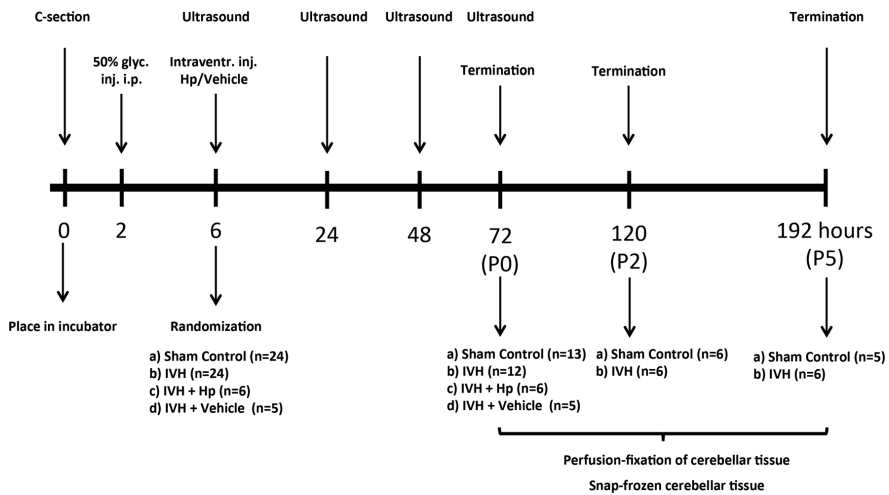 C-section
Ultrasound
Ultrasound
Ultrasound
Ultrasound
Termination
50% glyc.
inj. i.p.
Intraventr. inj.
Hp/Vehicle
Termination
Termination
0
2
6
24
48
72
(P0)
120
(P2)
192 hours
(P5)
Place in incubator
Randomization
a) Sham Control (n=24)
b) IVH (n=24)
c) IVH + Hp (n=6)
d) IVH + Vehicle (n=5)
a) Sham Control (n=13)
b) IVH (n=12)
c) IVH + Hp (n=6)
d) IVH + Vehicle (n=5)
a) Sham Control (n=6)
b) IVH (n=6)
a) Sham Control (n=5)
b) IVH (n=6)
Perfusion-fixation of cerebellar tissue
Snap-frozen cerebellar tissue